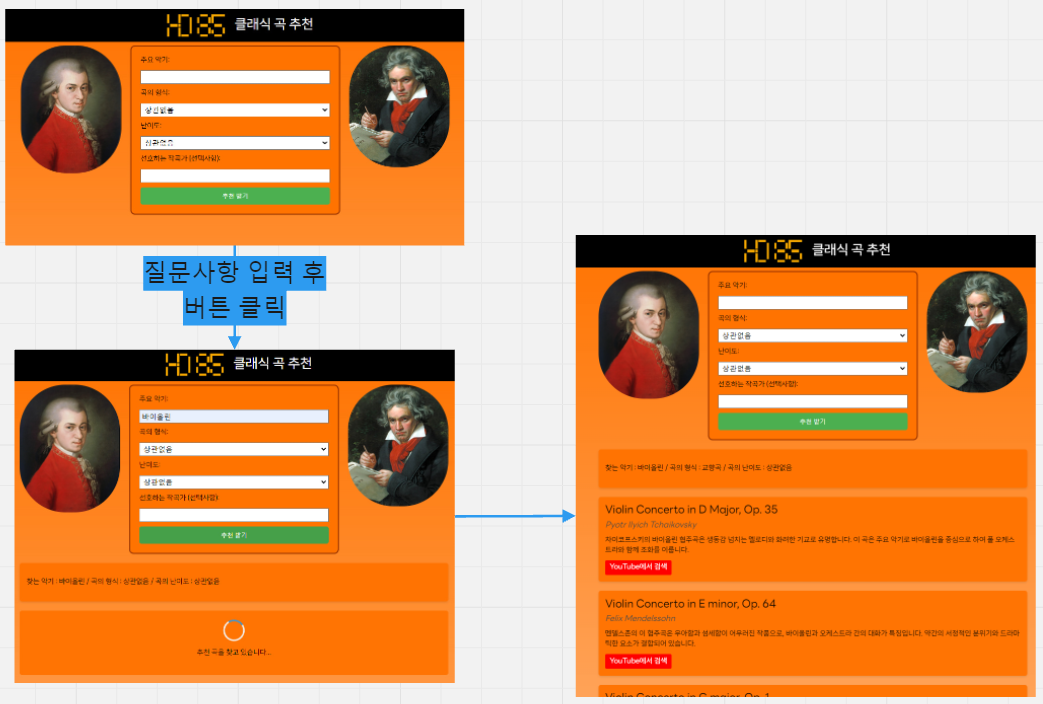 HD 85 클래식 곡 추천
주요 악기:
곡의 형식:
상관없음
난이도:
상관없음
선호하는 작곡가 (선택사항):
추천 받기
질문사항 입력 후
버튼 클릭
HD 85 클래식 곡 추천
주요 악기:
바이올린
곡의 형식:
상관없음
난이도:
상관없음
선호하는 작곡가 (선택사항):
추천 받기
찾는 악기 : 바이올린 / 곡의 형식 : 상관없음 / 곡의 난이도 : 상관없음
추천 곡을 찾고 있습니다...
HD 85 클래식 곡 추천
주요 악기:
곡의 형식:
상관없음
난이도:
상관없음
선호하는 작곡가 (선택사항):
추천 받기
찾는 악기 : 바이올린 / 곡의 형식 : 교향곡 / 곡의 난이도 : 상관없음
Violin Concerto in D Major, Op. 35
Pyotr Ilyich Tchaikovsky
차이코프스키의 바이올린 협주곡은 생동감 넘치는 멜로디와 화려한 기교로 유명합니다. 이 곡은 주요 악기로 바이올린을 중심으로 하여 풀 오케스
트라와 함께 조화를 이룹니다.
YouTube에서 검색
Violin Concerto in E minor, Op. 64
Felix Mendelssohn
멘델스존의 이 협주곡은 우아함과 섬세함이 어우러진 작품으로, 바이올린과 오케스트라 간의 대화가 특징입니다. 약간의 서정적인 분위기와 드라마
틱한 요소가 결합되어 있습니다.
YouTube에서 검색
Violin Concerto in G major, Op. 1